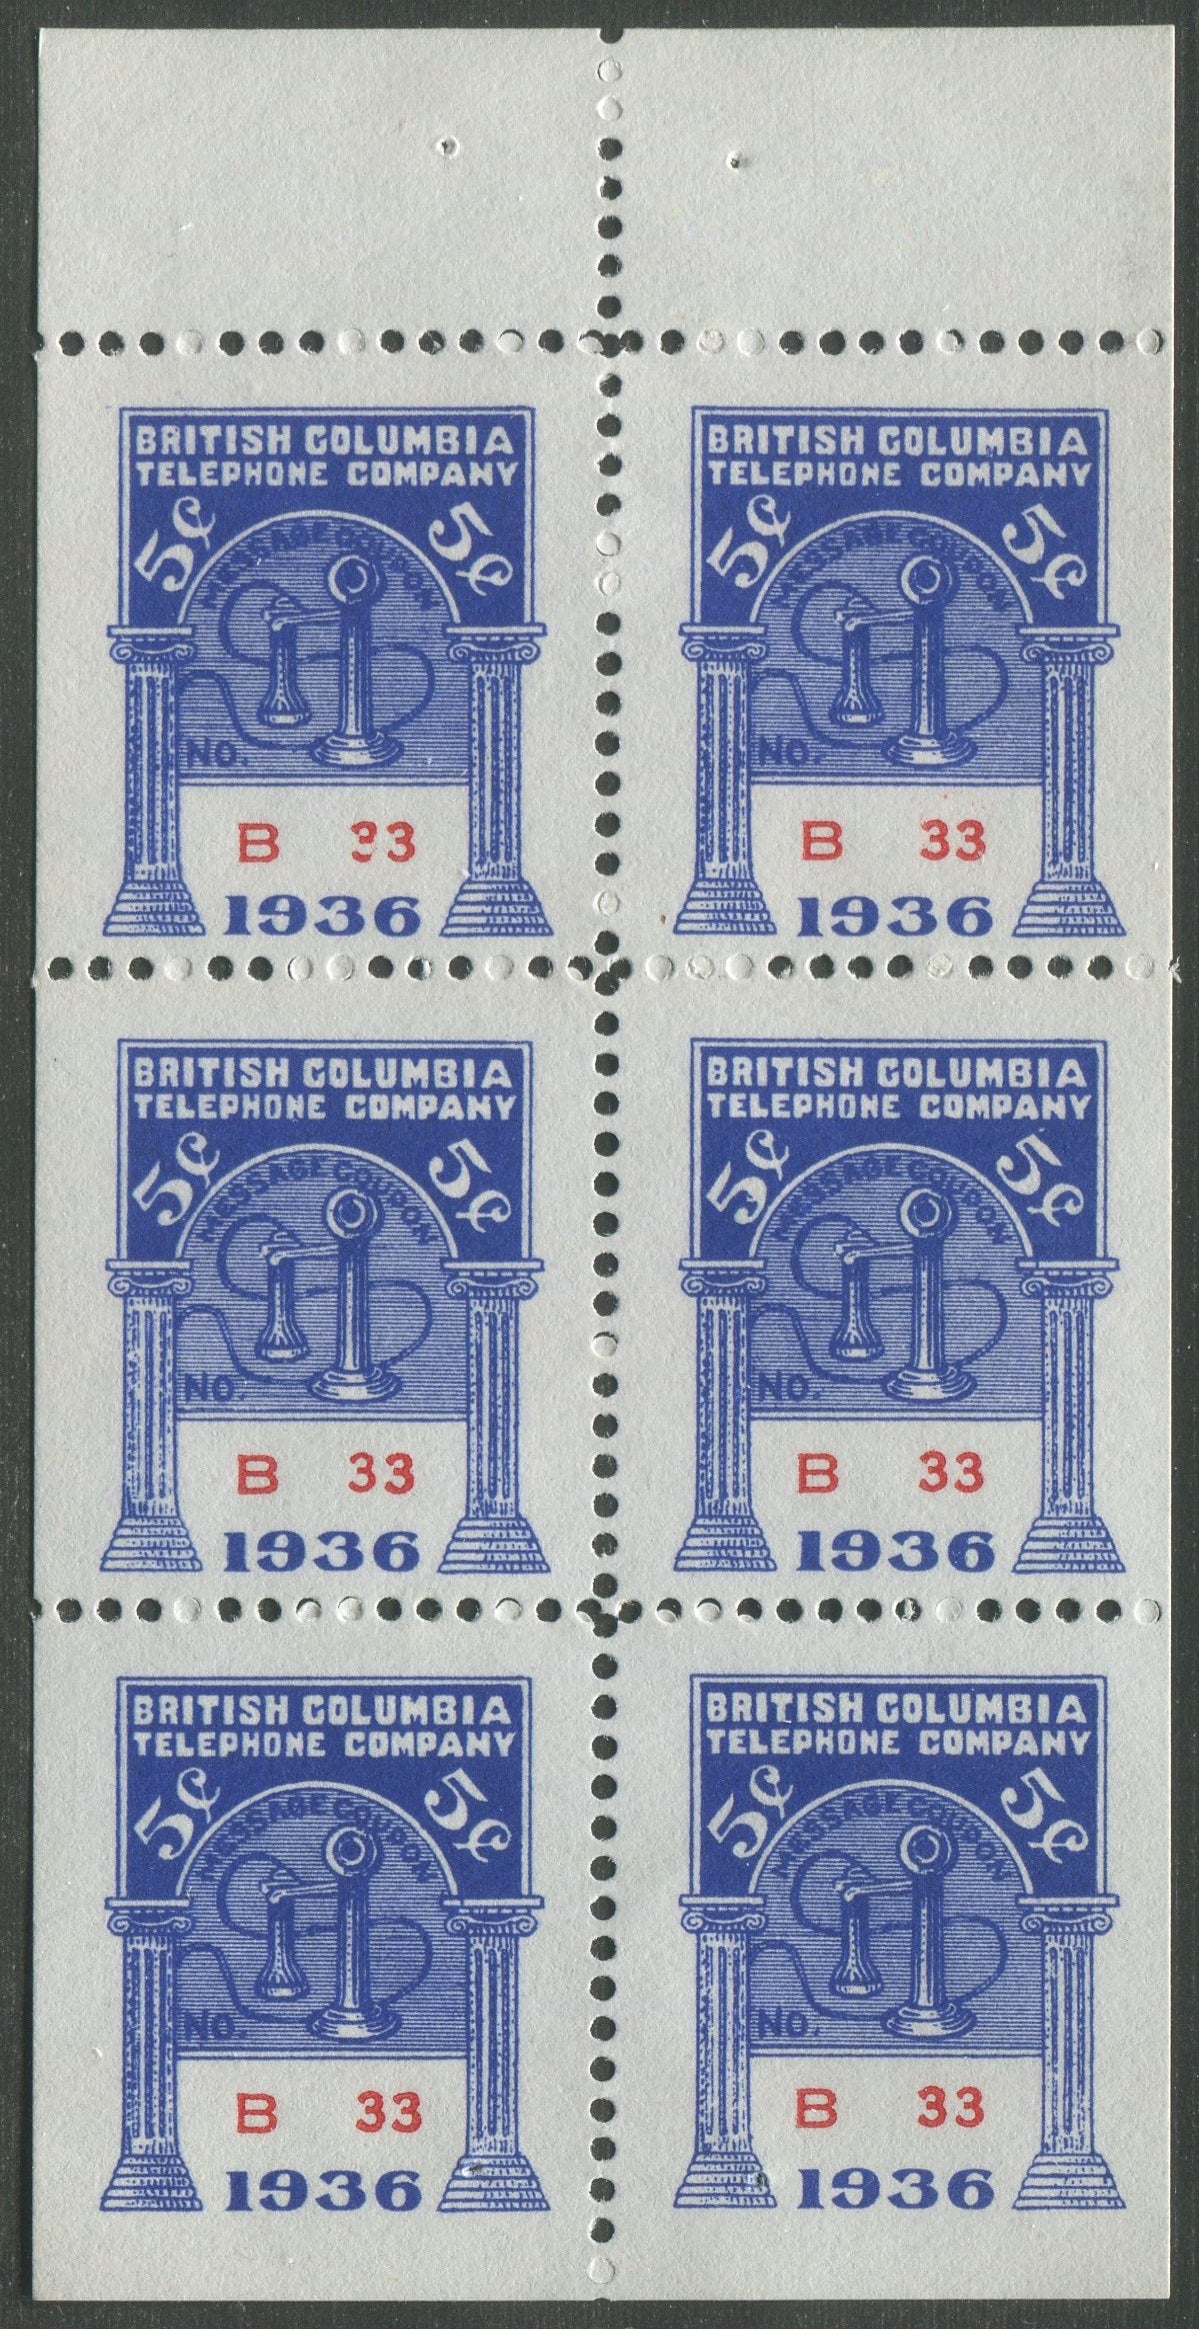 BRITISH COLUMBIA
TELEPHONE COMPANY
5¢ 5¢
MESSAGE COUPON
NO.
B 33
1936
BRITISH COLUMBIA
TELEPHONE COMPANY
5¢ 5¢
MESSAGE COUPON
NO.
B 33
1936
BRITISH COLUMBIA
TELEPHONE COMPANY
5¢ 5¢
MESSAGE COUPON
NO.
B 33
1936
BRITISH COLUMBIA
TELEPHONE COMPANY
5¢ 5¢
MESSAGE COUPON
NO.
B 33
1936
BRITISH COLUMBIA
TELEPHONE COMPANY
5¢ 5¢
MESSAGE COUPON
NO.
B 33
1936
BRITISH COLUMBIA
TELEPHONE COMPANY
5¢ 5¢
MESSAGE COUPON
NO.
B 33
1936